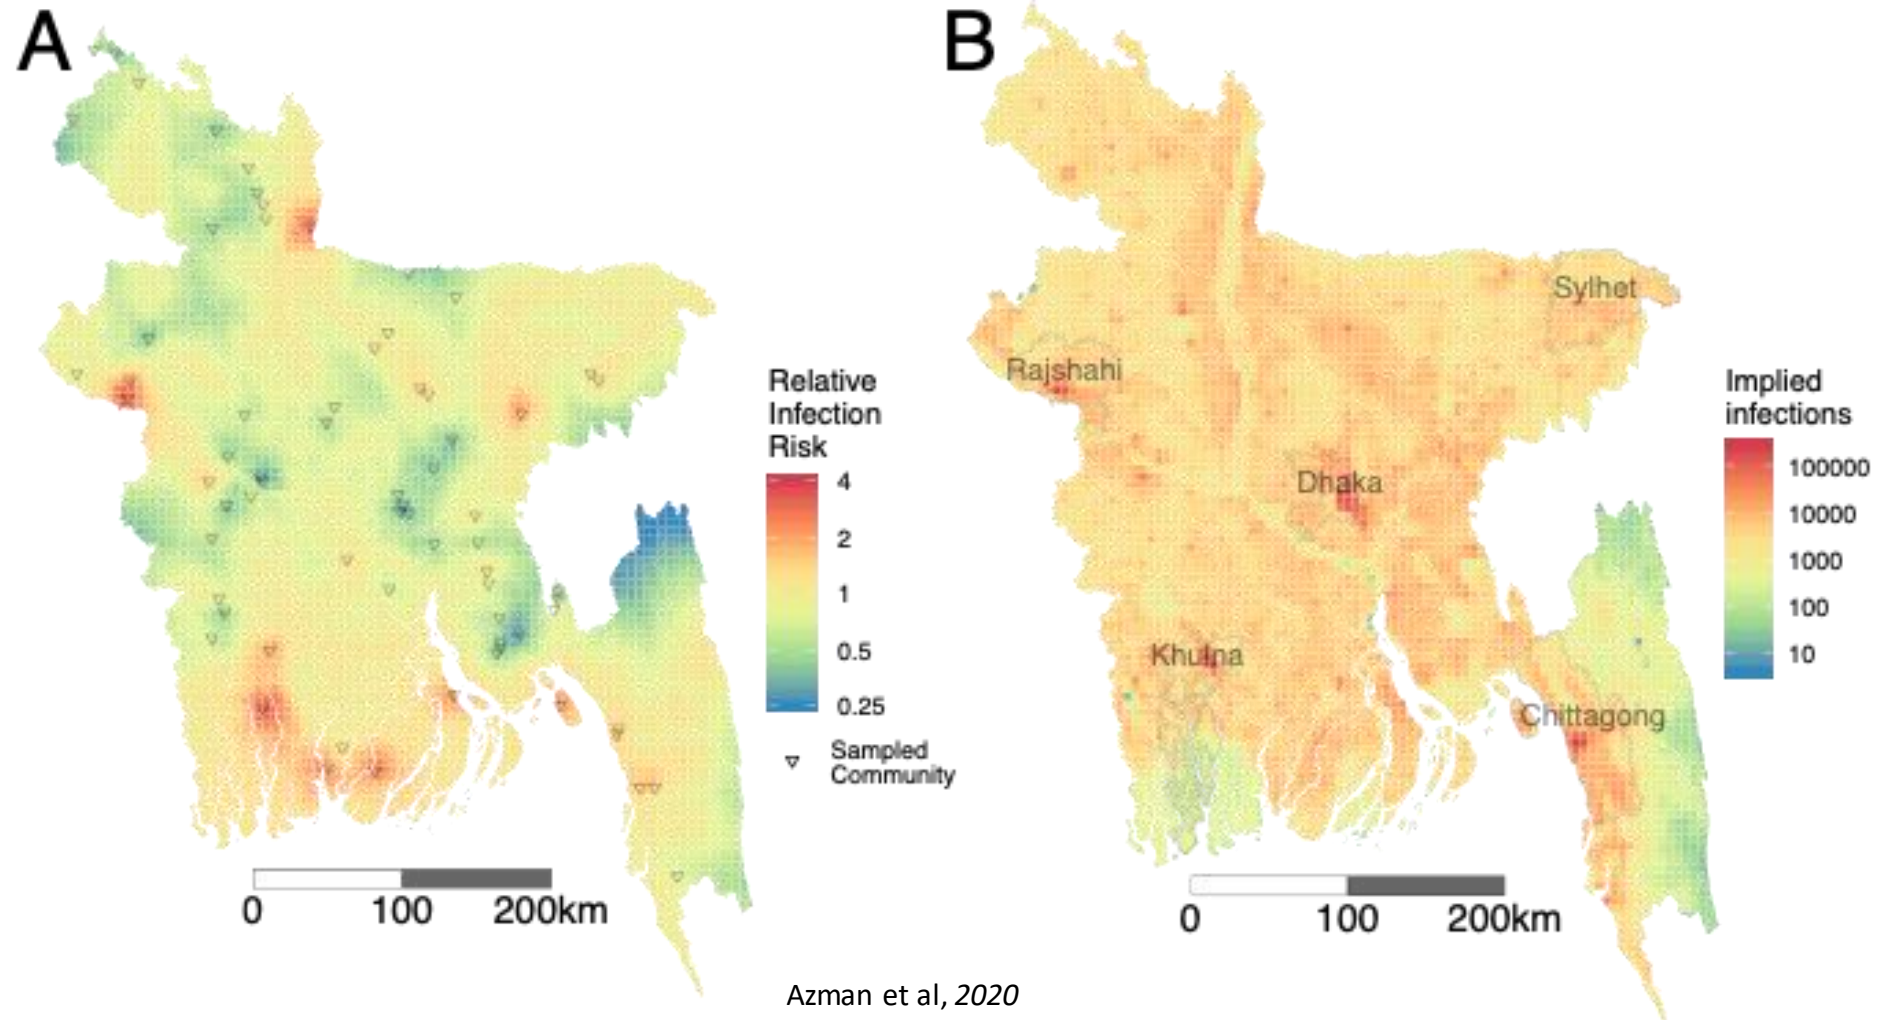 A
Relative
Infection
Risk
4
2
1
0.5
0.25
Sampled
Community
0 100 200km
B
Sylhet
Rajshahi
Dhaka
Khulna
Chittagong
Implied
infections
100000
10000
1000
100
10
0 100 200km
Azman et al, 2020